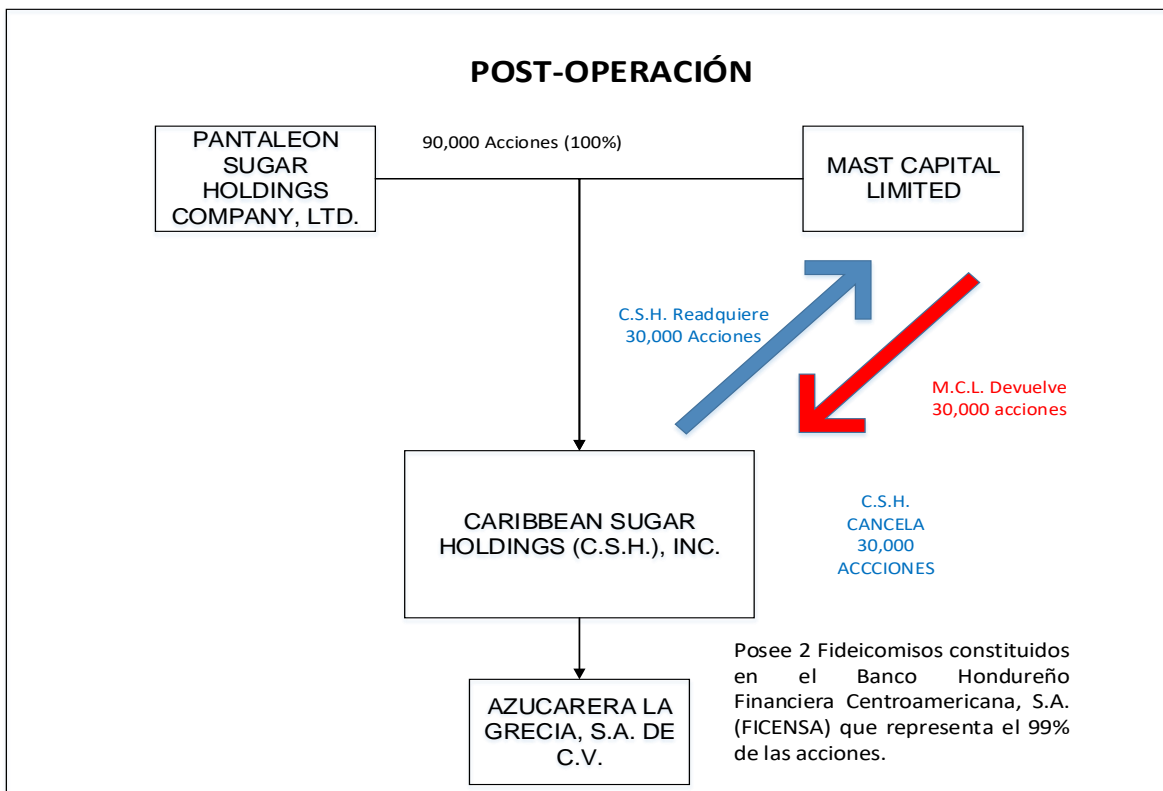 POST-OPERACIÓN
PANTALEON
SUGAR
HOLDINGS
COMPANY, LTD.
90,000 Acciones (100%)
MAST CAPITAL
LIMITED
C.S.H. Readquiere
30,000 Acciones
M.C.L. Devuelve
30,000 acciones
CARIBBEAN SUGAR
HOLDINGS (C.S.H.), INC.
C.S.H.
CANCELA
30,000
ACCCIONES
AZUCARERA LA
GRECIA, S.A. DE
C.V.
Posee 2 Fideicomisos constituidos
en el Banco Hondureño
Financiera Centroamericana, S.A.
(FICENSA) que representa el 99%
de las acciones.